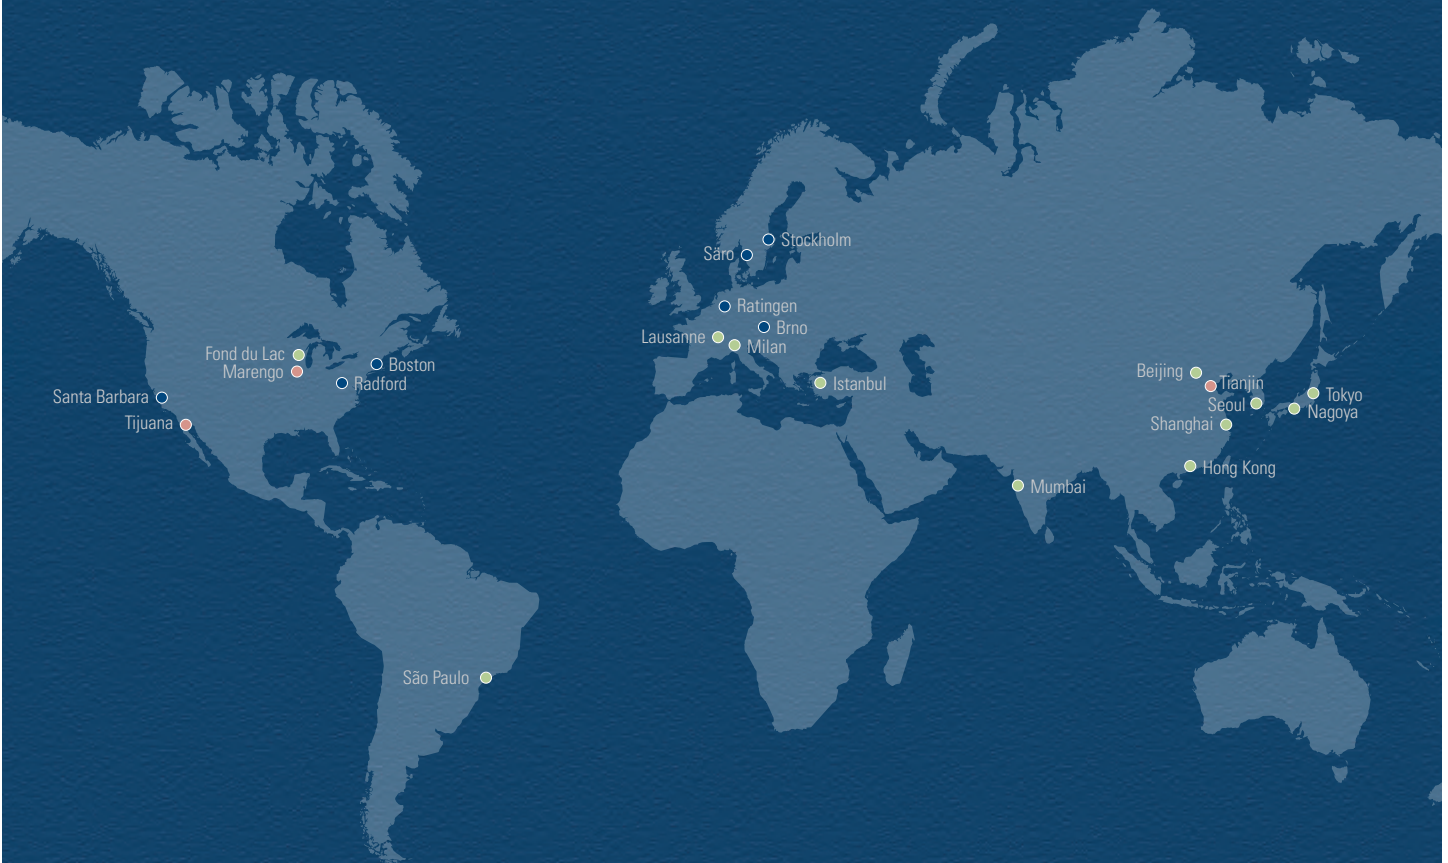 Stockholm
Säro
Ratingen
Brno
Lausanne
Milan
Fond du Lac
Marengo
Boston
Radford
Santa Barbara
Tijuana
Istanbul
Beijing
Tianjin
Seoul
Tokyo
Nagoya
Shanghai
Hong Kong
Mumbai
São Paulo